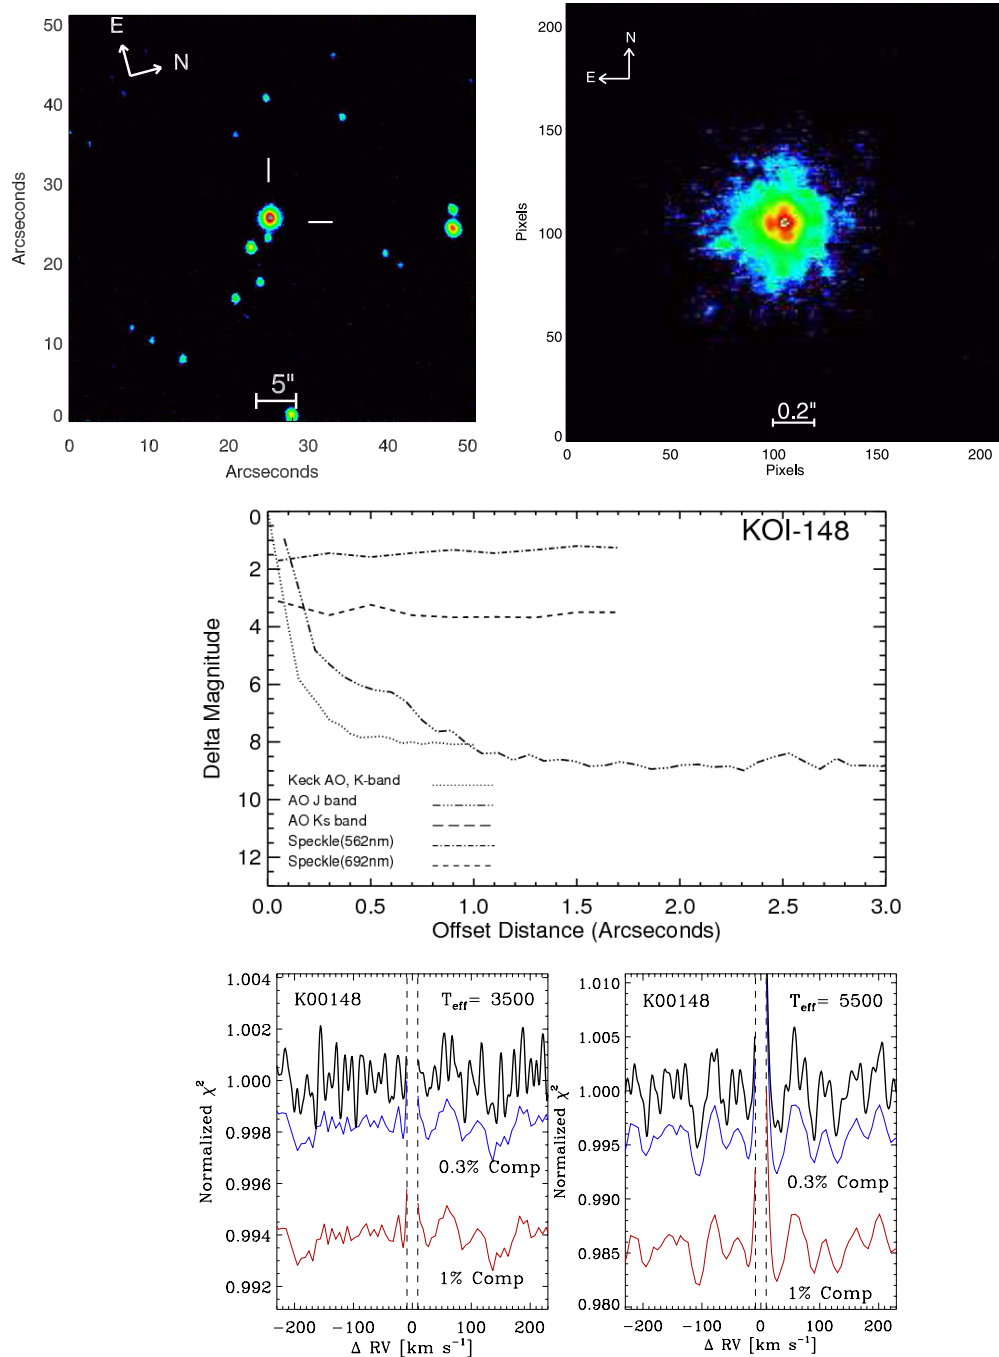 50
40
30
20
10
0
Arcseconds
E
N
5"
0 10 20 30 40 50
Arcseconds
200
150
100
50
0
Pixels
N
E
0.2"
0 50 100 150 200
Pixels
KOI-148
0
2
4
6
8
10
12
Delta Magnitude
Keck AO, K-band
AO J band
AO Ks band
Speckle(562nm)
Speckle(692nm)
0.0 0.5 1.0 1.5 2.0 2.5 3.0
Offset Distance (Arcseconds)
1.004
1.002
1.000
0.998
0.996
0.994
0.992
Normalized χ²
K00148
T_eff= 3500
0.3% Comp
1% Comp
−200 −100 0 100 200
Δ RV [km s⁻¹]
1.010
1.005
1.000
0.995
0.990
0.985
0.980
Normalized χ²
K00148
T_eff= 5500
0.3% Comp
1% Comp
−200 −100 0 100 200
Δ RV [km s⁻¹]